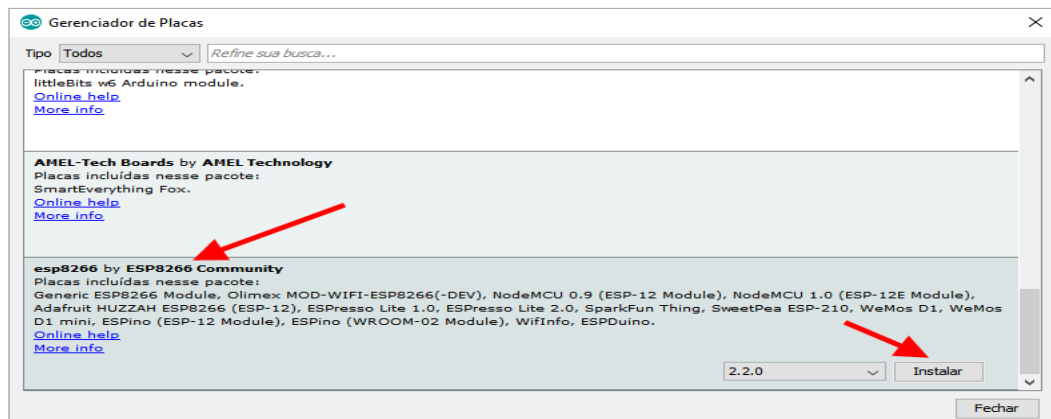 Gerenciador de Placas
Tipo Todos Refine sua busca...
Placas incluídas nesse pacote:
littleBits w6 Arduino module.
Online help
More info
AMEL-Tech Boards by AMEL Technology
Placas incluídas nesse pacote:
SmartEverything Fox.
Online help
More info
esp8266 by ESP8266 Community
Placas incluídas nesse pacote:
Generic ESP8266 Module, Olimex MOD-WIFI-ESP8266(-DEV), NodeMCU 0.9 (ESP-12 Module), NodeMCU 1.0 (ESP-12E Module),
Adafruit HUZZAH ESP8266 (ESP-12), ESPresso Lite 1.0, ESPresso Lite 2.0, SparkFun Thing, SweetPea ESP-210, WeMos D1, WeMos
D1 mini, ESPino (ESP-12 Module), ESPino (WROOM-02 Module), WifInfo, ESPDuino.
Online help
More info
2.2.0 Instalar
Fechar